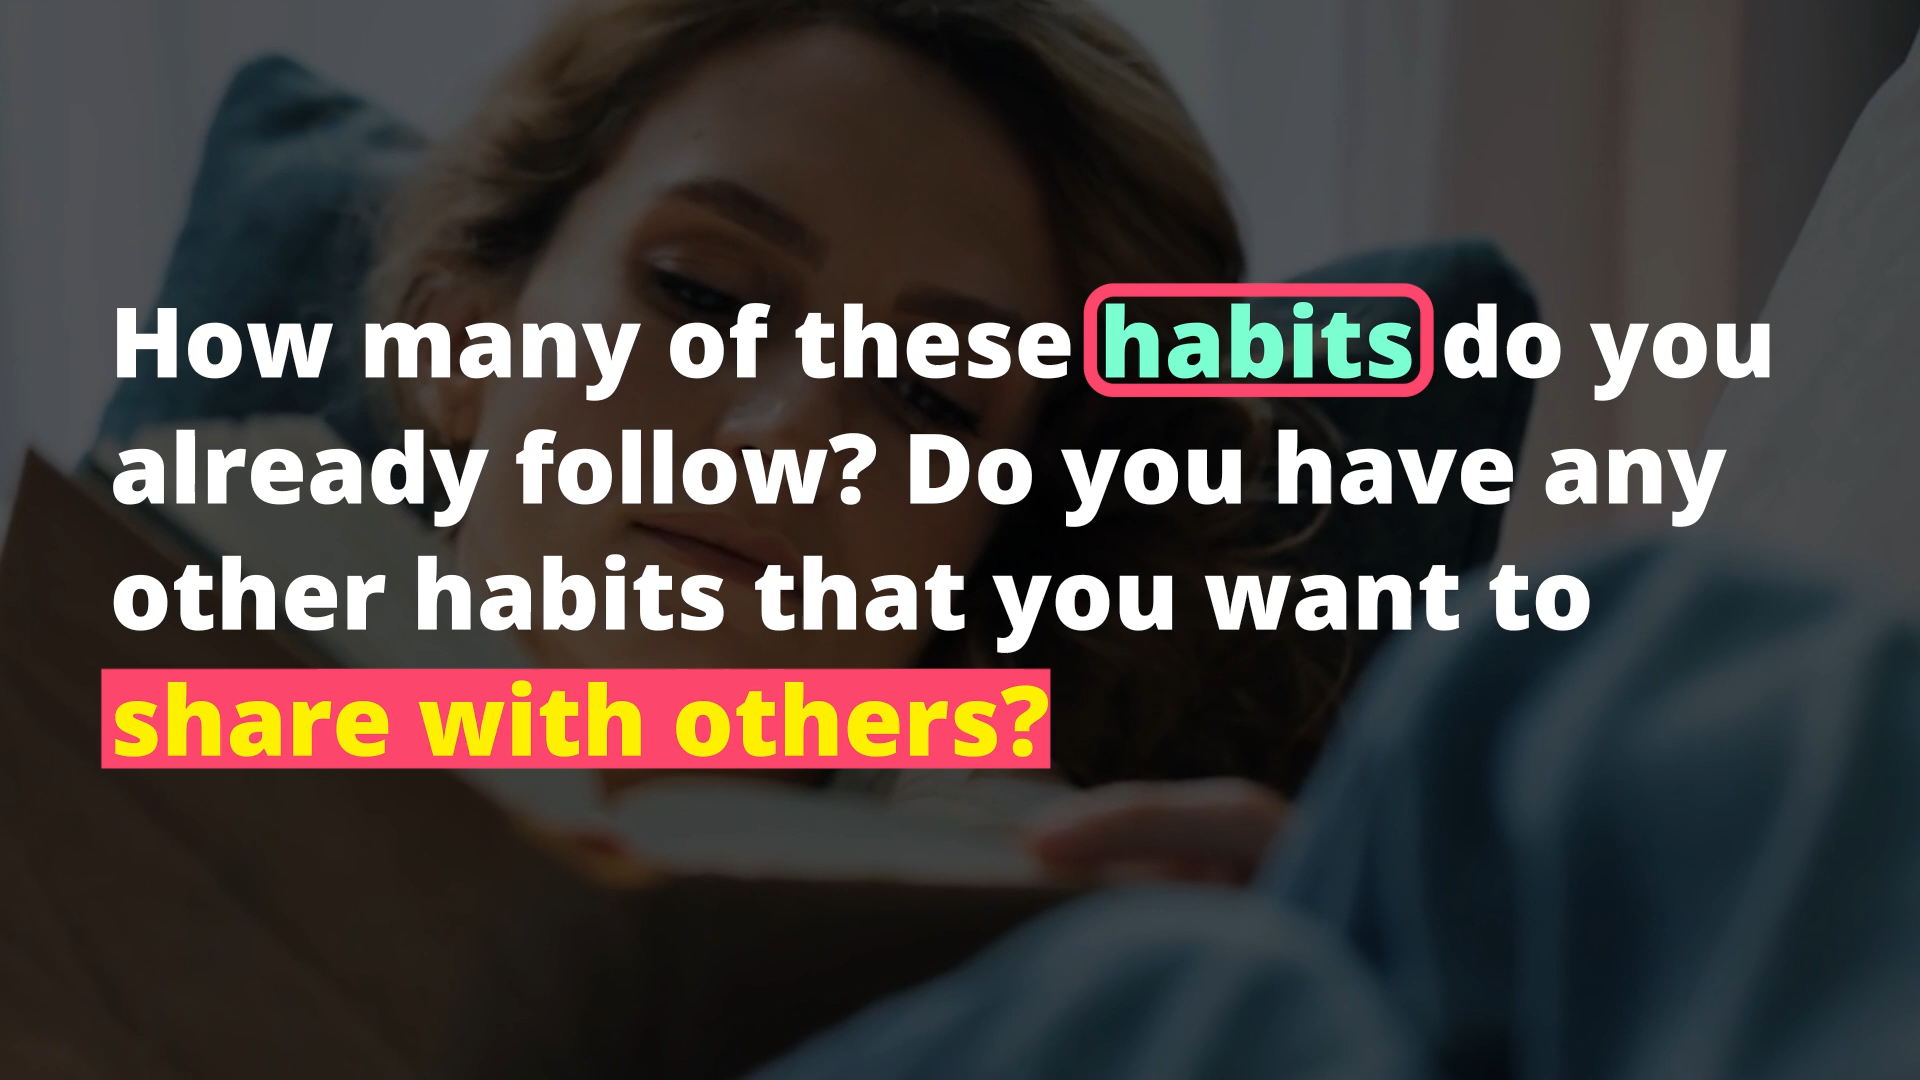 How many of these habits do you
already follow? Do you have any
other habits that you want to
share with others?